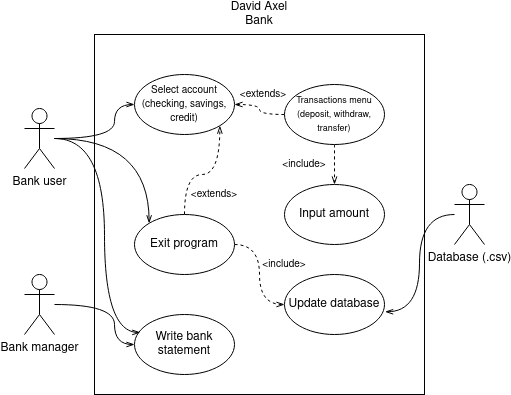 David Axel
Bank
Select account
(checking, savings,
credit)
<extends>
Transactions menu
(deposit, withdraw,
transfer)
<include>
Bank user
<extends>
Input amount
Exit program
<include>
Database (.csv)
Update database
Bank manager
Write bank
statement